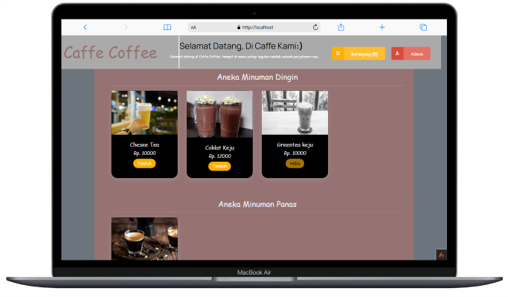 AA
http://localhost
Caffe Coffee
Selamat Datang, Di Caffe Kami:)
Keranjang (0)
Admin
Aneka Minuman Dingin
Cheese Tea
Rp. 10000
Tambah
Coklat Keju
Rp. 12000
Tambah
Greentea keju
Rp. 10000
Habis
Aneka Minuman Panas
MacBook Air